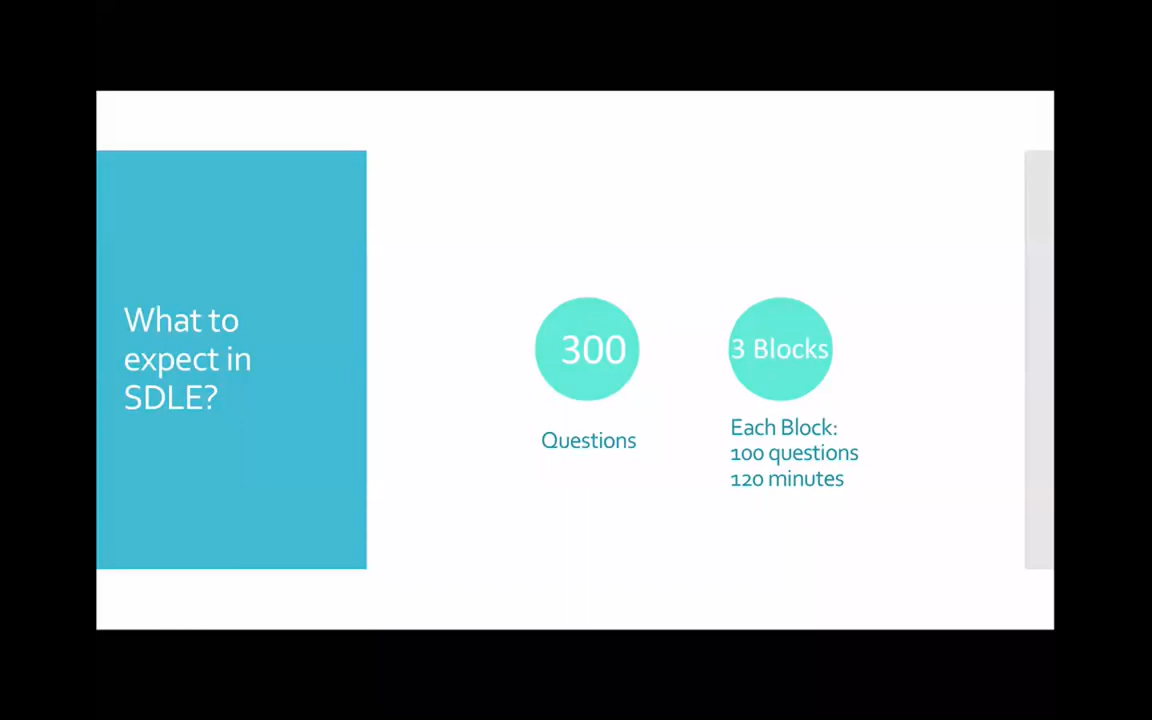 What to
expect in
SDLE?
300
Questions
3 Blocks
Each Block:
100 questions
120 minutes